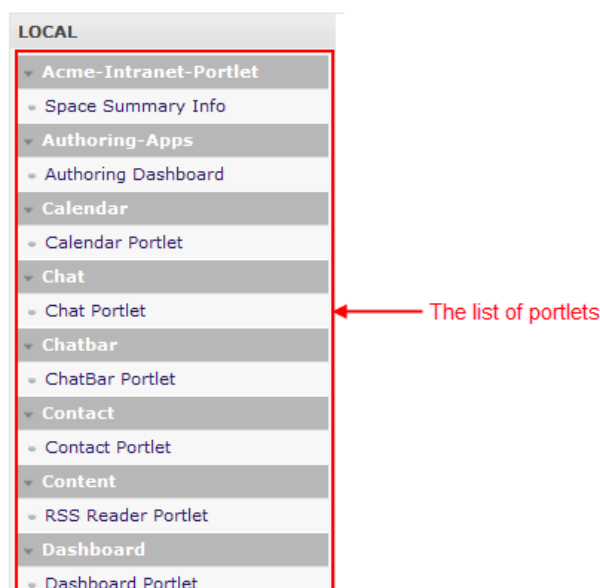 LOCAL
Acme-Intranet-Portlet
Space Summary Info
Authoring-Apps
Authoring Dashboard
Calendar
Calendar Portlet
Chat
Chat Portlet
The list of portlets
Chatbar
ChatBar Portlet
Contact
Contact Portlet
Content
RSS Reader Portlet
Dashboard
Dashboard Portlet